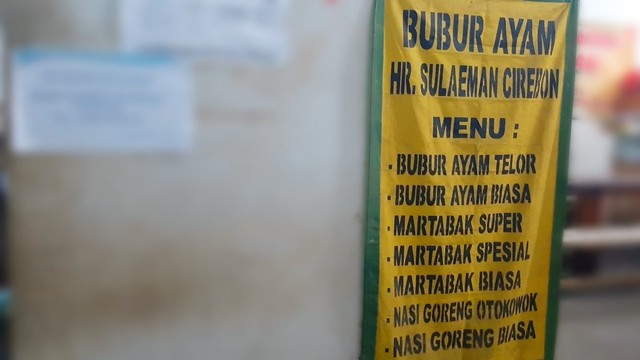 BUBUR AYAM
HR. SULAEMAN CIREBON
MENU :
- BUBUR AYAM TELOR
- BUBUR AYAM BIASA
- MARTABAK SUPER
- MARTABAK SPESIAL
- MARTABAK BIASA
- NASI GORENG OTOKOWOK
- NASI GORENG BIASA